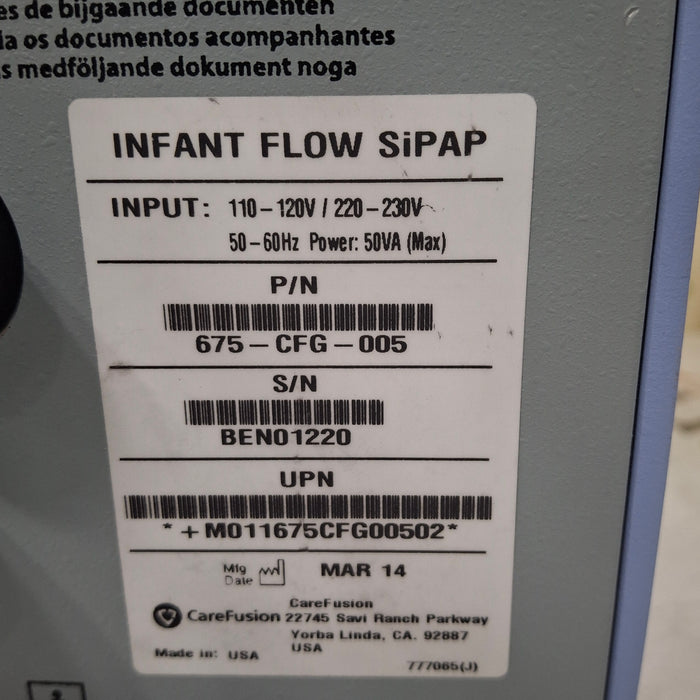 es de bijgaande documenten
la os documentos acompanhantes
s medföljande dokument noga
INFANT FLOW SiPAP
INPUT: 110-120V / 220-230V
50-60Hz Power: 50VA (Max)
P/N
675-CFG-005
S/N
BEN01220
UPN
*+M011675CFG00502*
Mfg Date MAR 14
CareFusion
CareFusion 22745 Savi Ranch Parkway
Yorba Linda, CA. 92887
Made in: USA USA
777065(J)